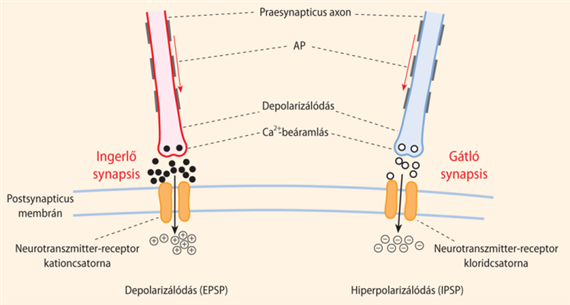 Praesynapticus axon
AP
Depolarizálódás
Ca²⁺-beáramlás
Ingerlő
synapsis
Gátló
synapsis
Postsynapticus
membrán
Neurotranszmitter-receptor
kationcsatorna
Neurotranszmitter-receptor
kloridcsatorna
Depolarizálódás (EPSP)
Hiperpolarizálódás (IPSP)